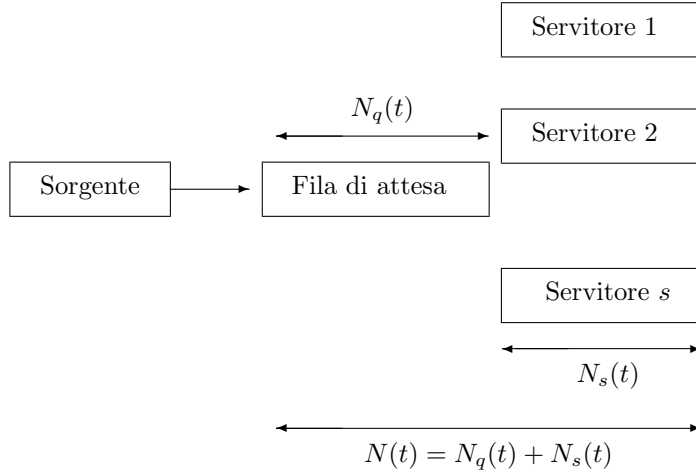 Servitore 1
N_q(t)
Servitore 2
Sorgente
Fila di attesa
Servitore s
N_s(t)
N(t) = N_q(t) + N_s(t)